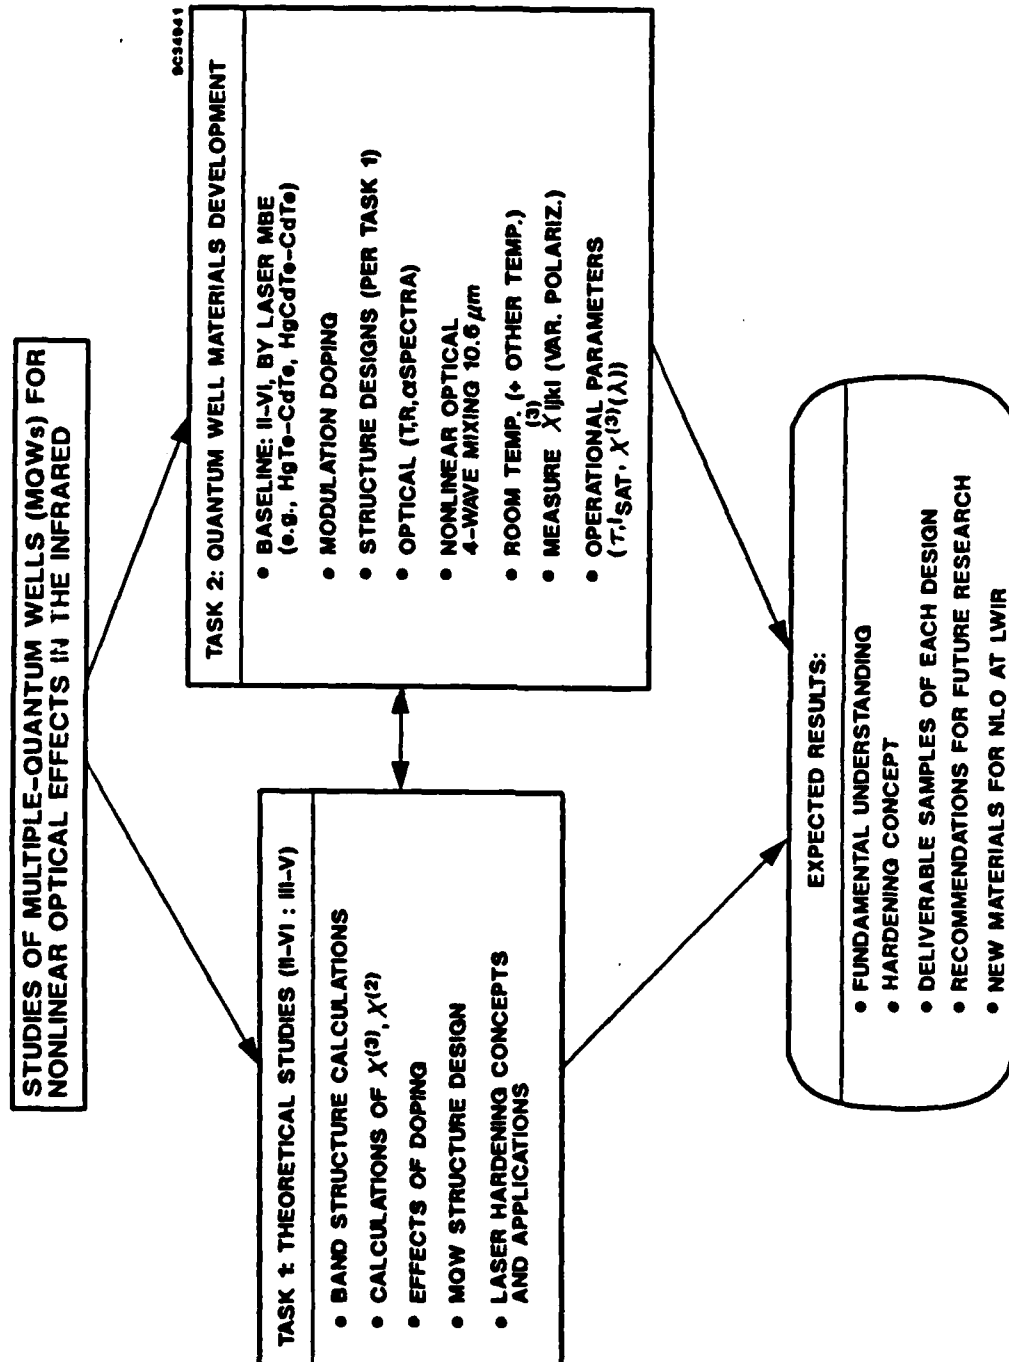 SC34041
STUDIES OF MULTIPLE-QUANTUM WELLS (MQWs) FOR
NONLINEAR OPTICAL EFFECTS IN THE INFRARED
TASK 1: THEORETICAL STUDIES (II-VI : III-V)
• BAND STRUCTURE CALCULATIONS
• CALCULATIONS OF χ(3), χ(2)
• EFFECTS OF DOPING
• MQW STRUCTURE DESIGN
• LASER HARDENING CONCEPTS
AND APPLICATIONS
TASK 2: QUANTUM WELL MATERIALS DEVELOPMENT
• BASELINE: II-VI, BY LASER MBE
(e.g., HgTe-CdTe, HgCdTe-CdTe)
• MODULATION DOPING
• STRUCTURE DESIGNS (PER TASK 1)
• OPTICAL (T,R,α SPECTRA)
• NONLINEAR OPTICAL
4-WAVE MIXING 10.6 μm
• ROOM TEMP. (+ OTHER TEMP.)
• MEASURE χ(3)ijkl (VAR. POLARIZ.)
• OPERATIONAL PARAMETERS
(τ, ISAT, χ(3)(λ))
EXPECTED RESULTS:
• FUNDAMENTAL UNDERSTANDING
• HARDENING CONCEPT
• DELIVERABLE SAMPLES OF EACH DESIGN
• RECOMMENDATIONS FOR FUTURE RESEARCH
• NEW MATERIALS FOR NLO AT LWIR